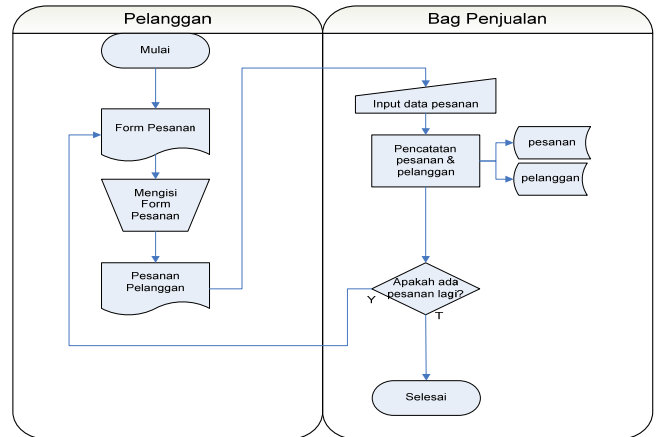 Pelanggan
Bag Penjualan
Mulai
Form Pesanan
Mengisi
Form
Pesanan
Pesanan
Pelanggan
Input data pesanan
Pencatatan
pesanan &
pelanggan
pesanan
pelanggan
Apakah ada
pesanan lagi?
Y
T
Selesai